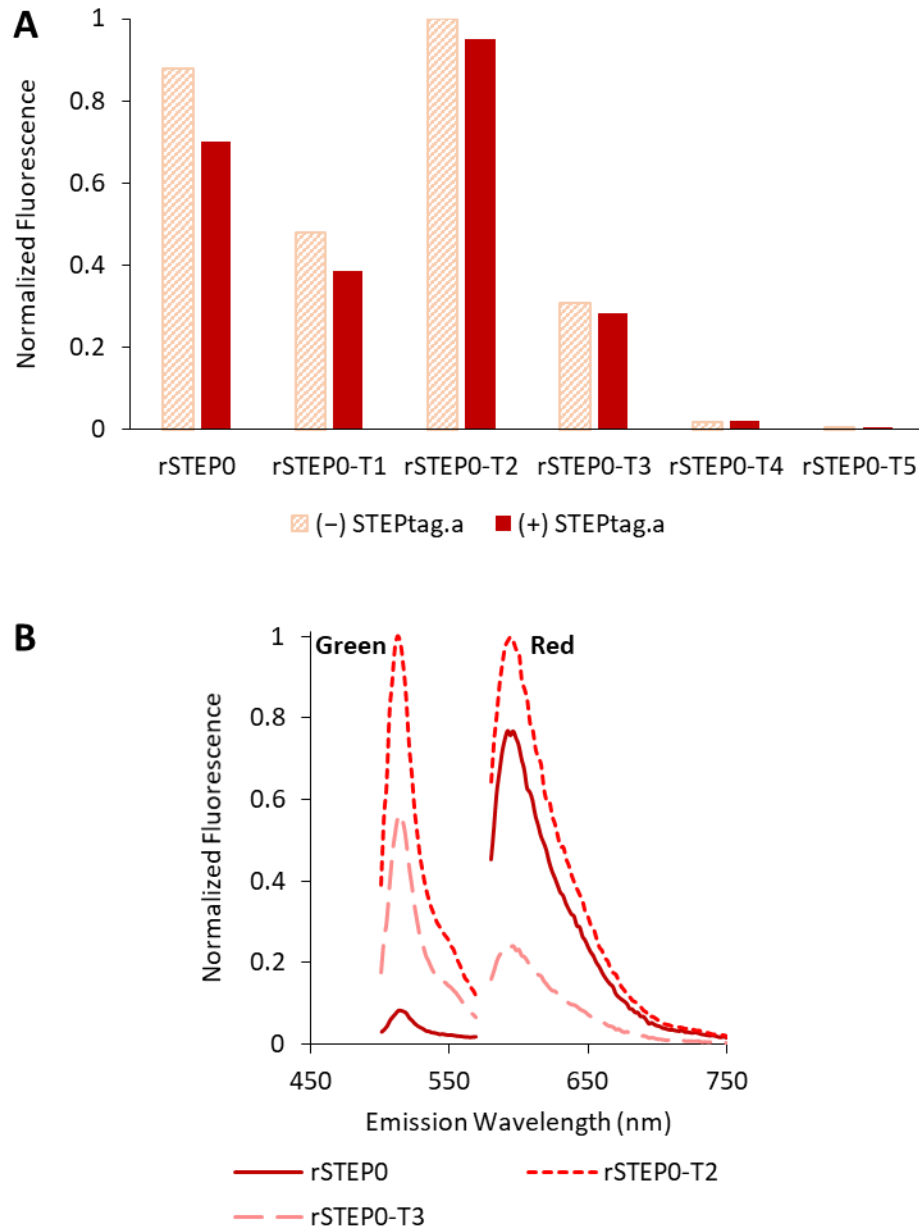 A
Normalized Fluorescence
1
0.8
0.6
0.4
0.2
0
rSTEP0 rSTEP0-T1 rSTEP0-T2 rSTEP0-T3 rSTEP0-T4 rSTEP0-T5
(−) STEPtag.a (+) STEPtag.a
B
Normalized Fluorescence
1
0.8
0.6
0.4
0.2
0
Green Red
450 550 650 750
Emission Wavelength (nm)
rSTEP0 rSTEP0-T2
rSTEP0-T3